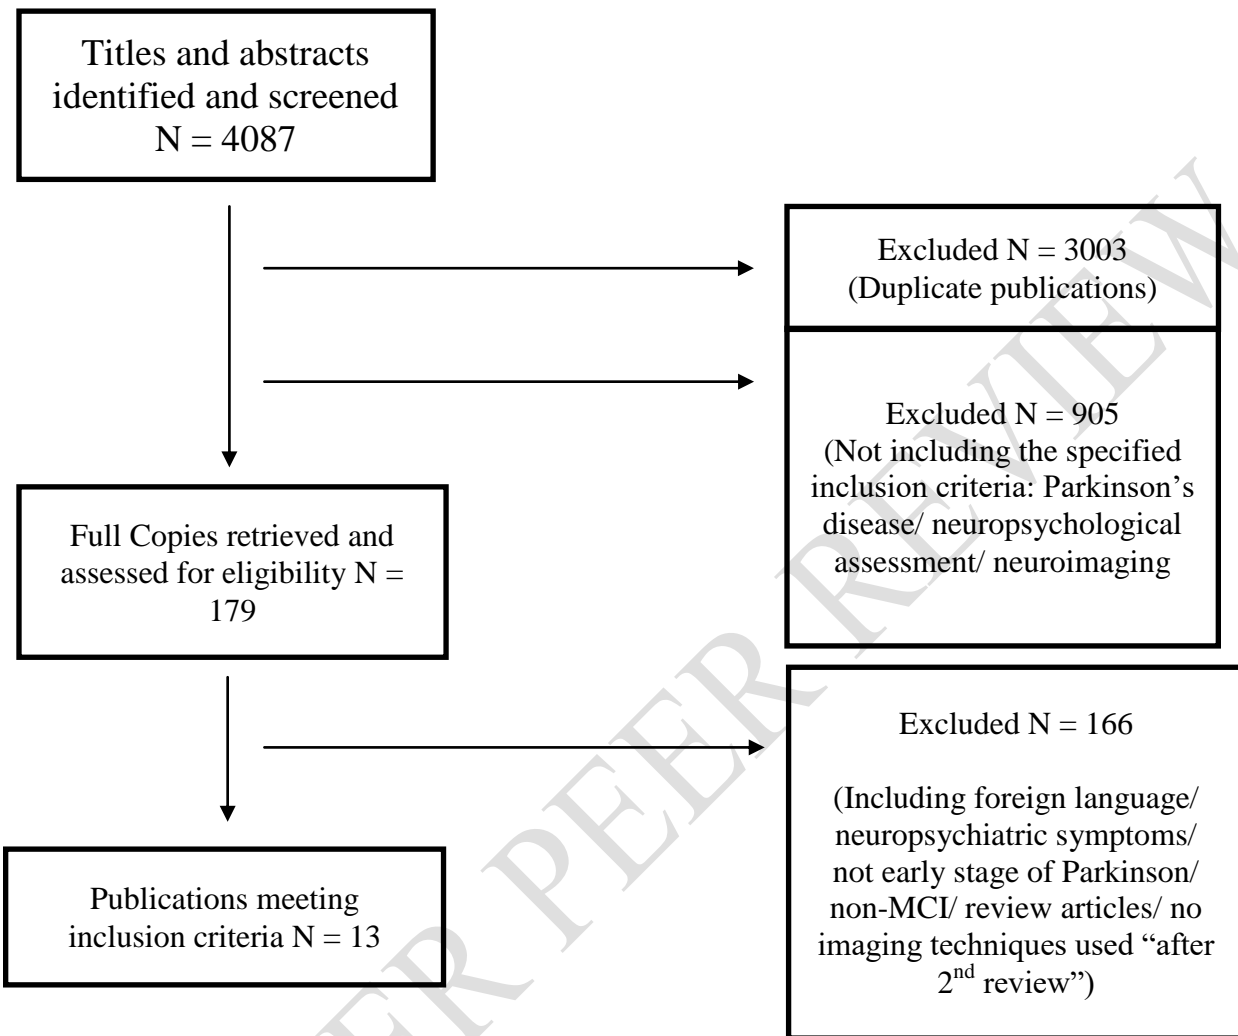 Titles and abstracts
identified and screened
N = 4087
Excluded N = 3003
(Duplicate publications)
Excluded N = 905
(Not including the specified
inclusion criteria: Parkinson’s
disease/ neuropsychological
assessment/ neuroimaging
Full Copies retrieved and
assessed for eligibility N =
179
Excluded N = 166
(Including foreign language/
neuropsychiatric symptoms/
not early stage of Parkinson/
non-MCI/ review articles/ no
imaging techniques used “after
2nd review”)
Publications meeting
inclusion criteria N = 13
PEER REVIEW